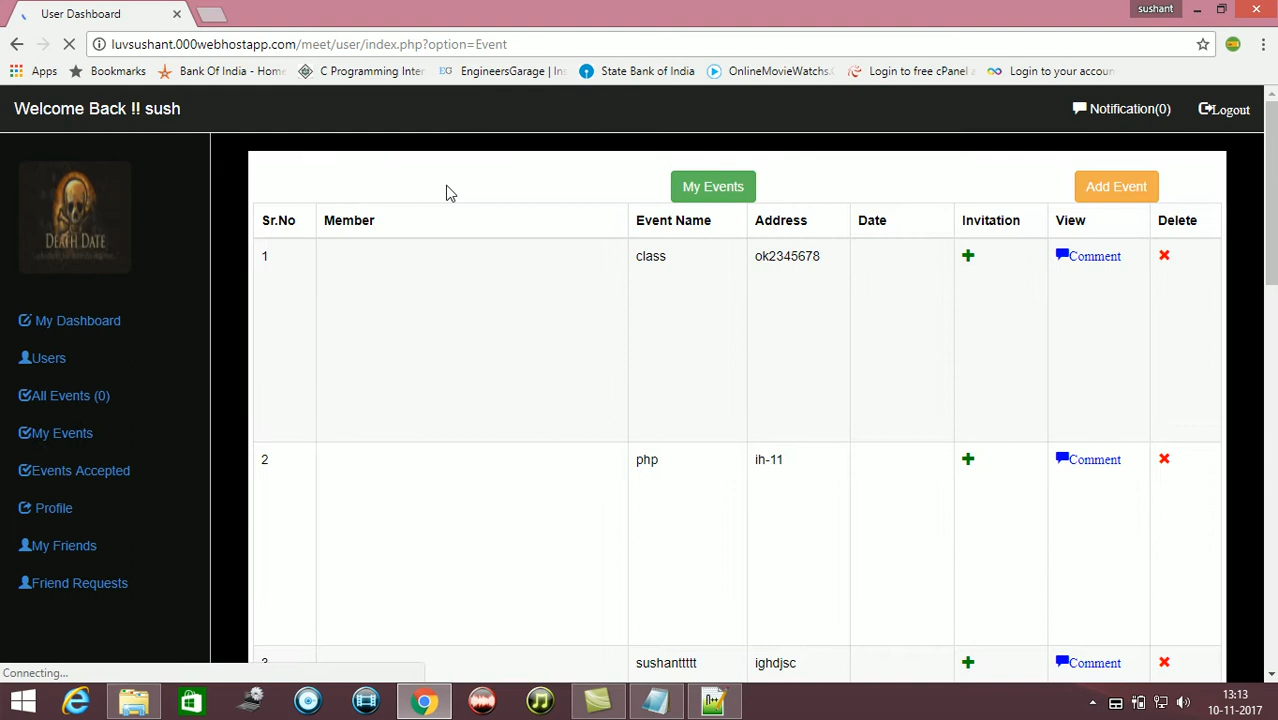 User Dashboard
sushant
luvsushant.000webhostapp.com/meet/user/index.php?option=Event
Apps Bookmarks Bank Of India - Home C Programming Inter EngineersGarage | Ins State Bank of India OnlineMovieWatchs. Login to free cPanel Login to your accoun
Welcome Back !! sush
Notification(0) Logout
DEATH DATE
My Dashboard
Users
All Events (0)
My Events
Events Accepted
Profile
My Friends
Friend Requests
My Events Add Event
Sr.No Member Event Name Address Date Invitation View Delete
1 class ok2345678 Comment
2 php ih-11 Comment
3 sushanttttt ighdjsc Comment
Connecting...
13:13
10-11-2017